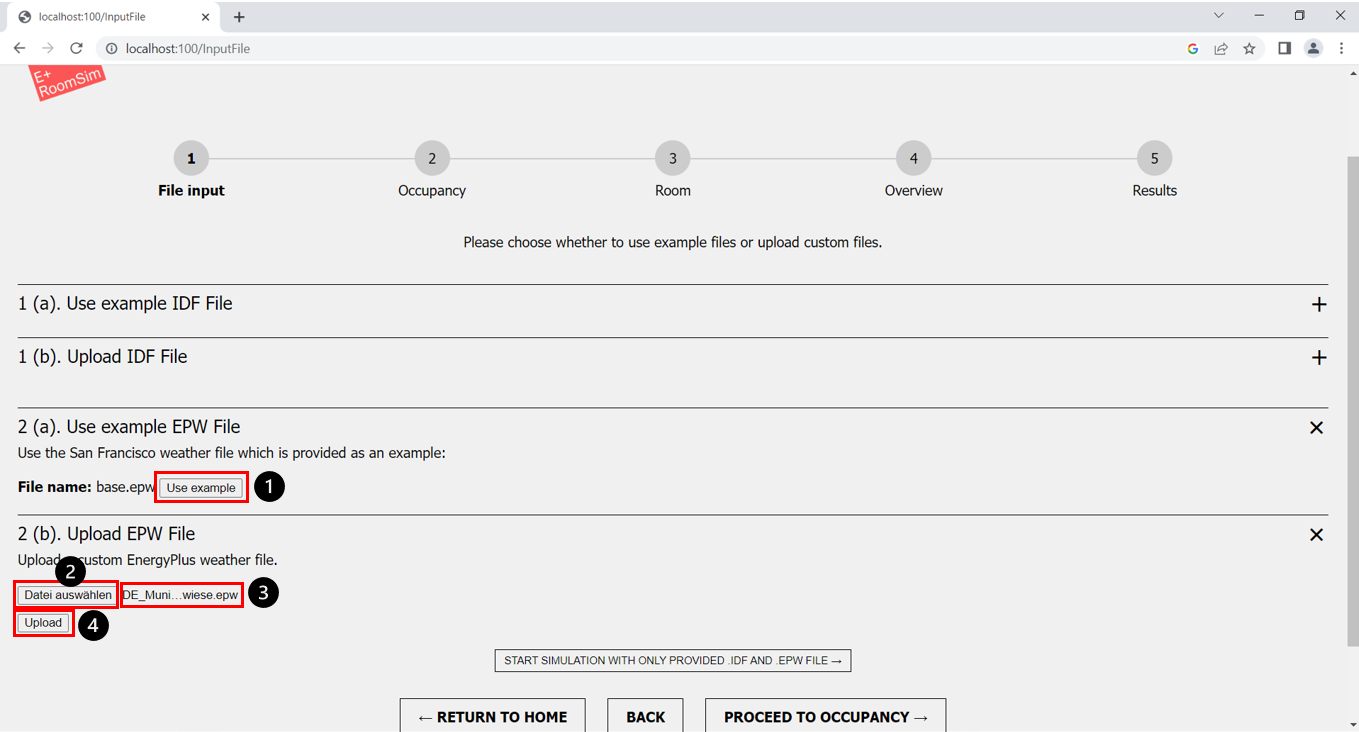 localhost:100/InputFile
localhost:100/InputFile
E+
RoomSim
1 2 3 4 5
File input Occupancy Room Overview Results
Please choose whether to use example files or upload custom files.
1 (a). Use example IDF File
1 (b). Upload IDF File
2 (a). Use example EPW File
Use the San Francisco weather file which is provided as an example:
File name: base.epw Use example 1
2 (b). Upload EPW File
Upload custom EnergyPlus weather file.
2
Datei auswählen DE_Muni...wiese.epw 3
Upload 4
START SIMULATION WITH ONLY PROVIDED .IDF AND .EPW FILE →
← RETURN TO HOME BACK PROCEED TO OCCUPANCY →